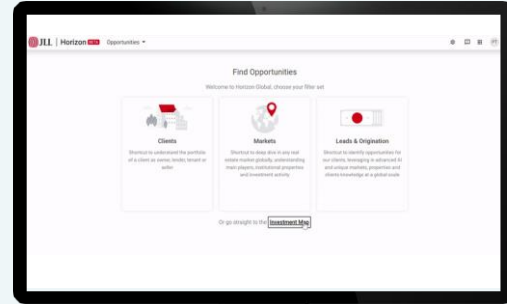 JLL | Horizon BETA Opportunities
Find Opportunities
Welcome to Horizon Global, choose your filter set
Clients
Shortcut to understand the portfolio
of a client as owner, lender, tenant or
seller
Markets
Shortcut to deep dive in any real
estate market globally, understanding
main players, institutional properties
and investment activity
Leads & Origination
Shortcut to identify opportunities for
our clients, leveraging in advanced AI
and unique markets, properties and
clients knowledge at a global scale
Or go straight to the Investment Map